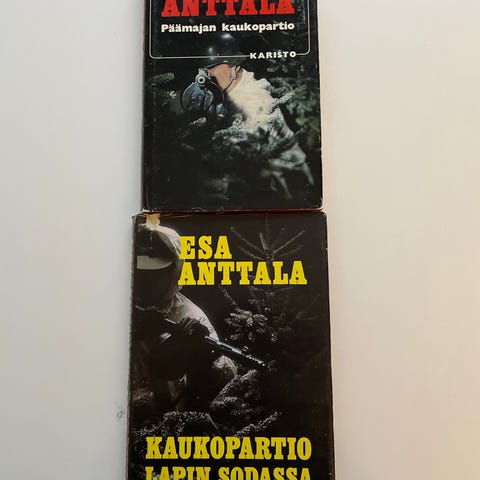 ANTTALA
Päämajan kaukopartio
KARISTO
ESA
ANTTALA
KAUKOPARTIO
LAPIN SODASSA